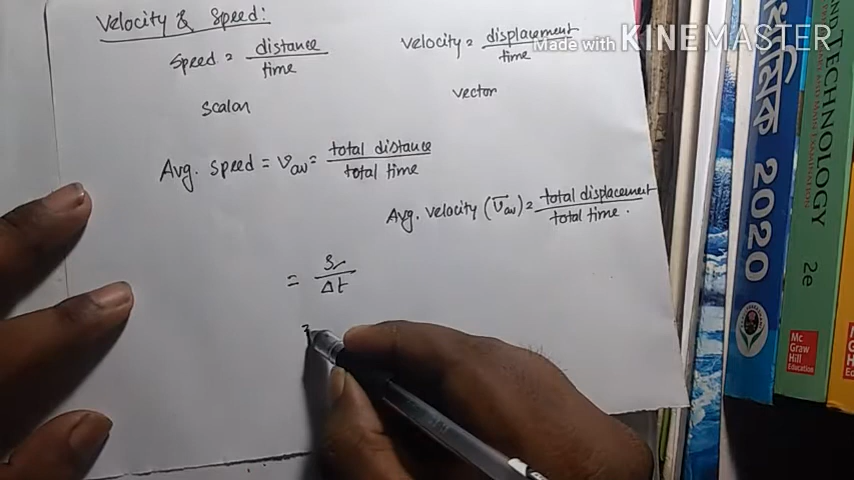 Velocity & Speed:
Speed = distance / time
Velocity = displacement / time
Made with KINEMASTER
scalar
vector
Avg. speed = vav = total distance / total time
Avg. velocity (vav) = total displacement / total time.
= s / Δt
2020
TECHNOLOGY
2e
Mc
Graw
Hill
Education